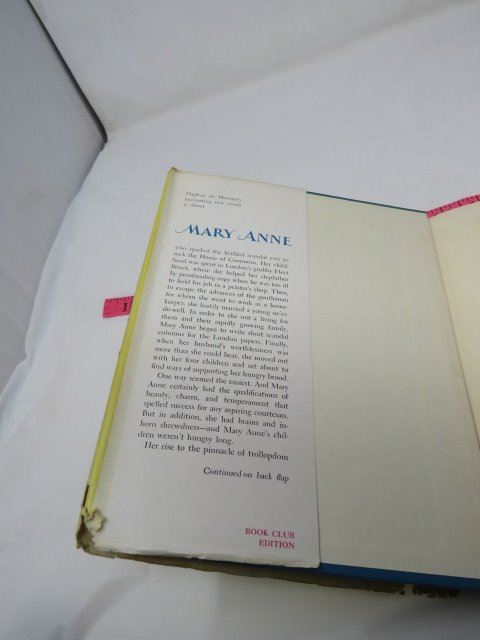 Daphne du Maurier's
fascinating new novel
is about
MARY ANNE
who sparked the liveliest scandal ever to
rock the House of Commons. Her child-
hood was spent in London's grubby Fleet
Street, where she helped her stepfather
by proofreading copy when he was too ill
to hold his job in a printer's shop. Then,
to escape the advances of the gentleman
for whom she went to work as a house-
keeper, she hastily married a young ne'er-
do-well. In order to eke out a living for
them and their rapidly growing family,
Mary Anne began to write short scandal
columns for the London papers. Finally,
when her husband's worthlessness was
more than she could bear, she moved out
with her four children and set about to
find ways of supporting her hungry brood.
One way seemed the easiest. And Mary
Anne certainly had the qualifications of
beauty, charm, and temperament that
spelled success for any aspiring courtesan.
But in addition, she had brains and in-
born shrewdness—and Mary Anne's chil-
dren weren't hungry long.
Her rise to the pinnacle of trollopdom
Continued on back flap
BOOK CLUB
EDITION
1